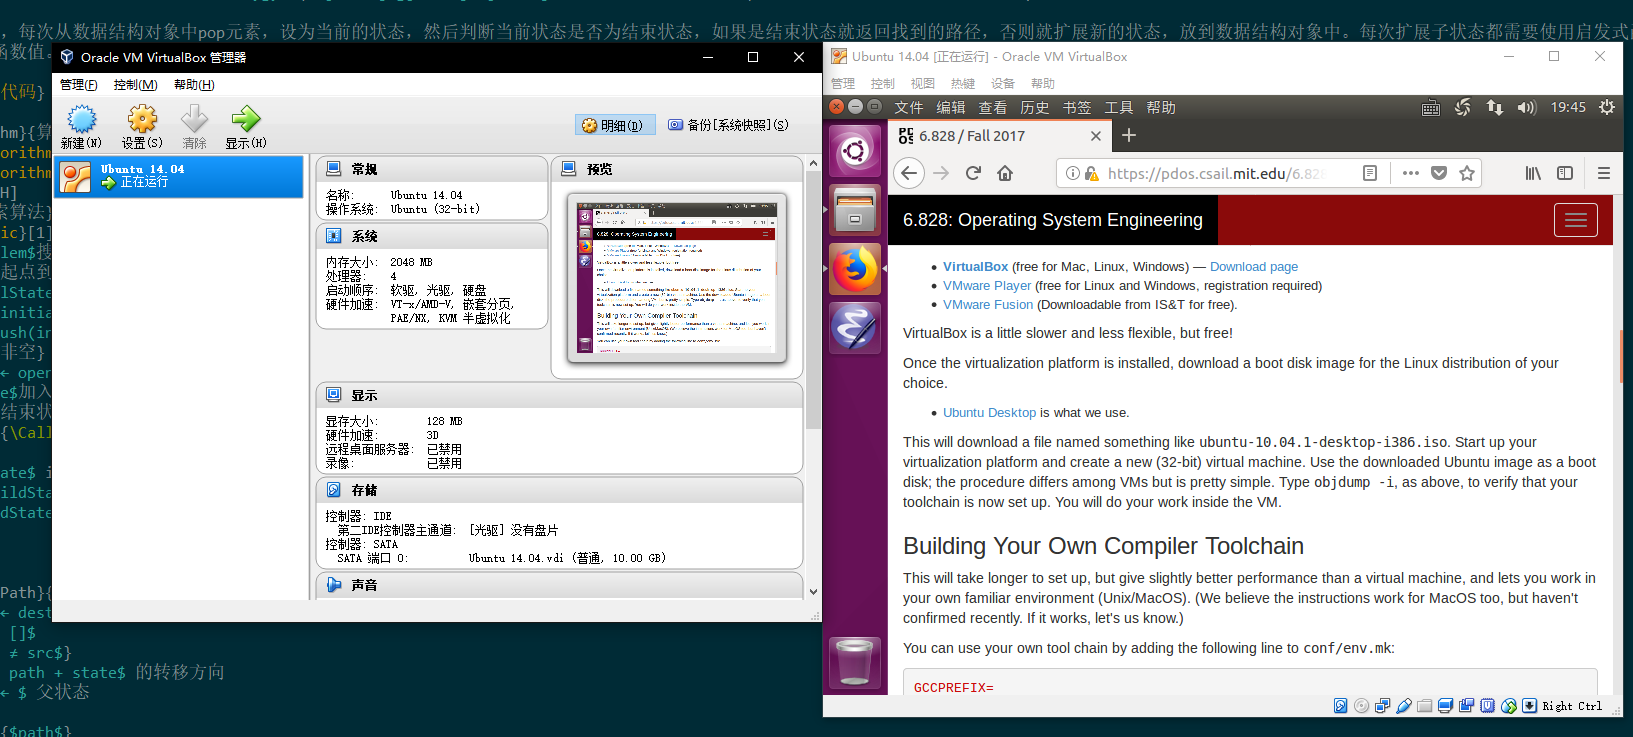 ，每次从数据结构对象中pop元素，设为当前的状态，然后判断当前状态是否为结束状态，如果是结束状态就返回找到的路径，否则就扩展新的状态，放到数据结构对象中。每次扩展子状态都需要使用启发式
函数值。
代码}
hm}{算
orithm
orithm
H]
索算法}
ic}[1]
lem$搜
起点到
lState
initia
ush(in
非空}
← oper
e$加入
结束状
{\Call
ate$ i
ildSta
dState
Path}{
← dest
[]$
≠ src$}
path + state$ 的转移方向
← $ 父状态
{$path$}
Oracle VM VirtualBox 管理器
管理(F) 控制(M) 帮助(H)
新建(N) 设置(S) 清除 显示(H)
明细(D) 备份[系统快照](S)
Ubuntu 14.04
正在运行
常规
名称: Ubuntu 14.04
操作系统: Ubuntu (32-bit)
系统
内存大小: 2048 MB
处理器: 4
启动顺序: 软驱, 光驱, 硬盘
硬件加速: VT-x/AMD-V, 嵌套分页,
PAE/NX, KVM 半虚拟化
预览
6.828: Operating System Engineering
Building Your Own Compiler Toolchain
显示
显存大小: 128 MB
硬件加速: 3D
远程桌面服务器: 已禁用
录像: 已禁用
存储
控制器: IDE
第二IDE控制器主通道: [光驱] 没有盘片
控制器: SATA
SATA 端口 0: Ubuntu 14.04.vdi (普通, 10.00 GB)
声音
Ubuntu 14.04 [正在运行] - Oracle VM VirtualBox
管理 控制 视图 热键 设备 帮助
文件 编辑 查看 历史 书签 工具 帮助 19:45
PDOS 6.828 / Fall 2017
https://pdos.csail.mit.edu/6.828
6.828: Operating System Engineering
• VirtualBox (free for Mac, Linux, Windows) — Download page
• VMware Player (free for Linux and Windows, registration required)
• VMware Fusion (Downloadable from IS&T for free).
VirtualBox is a little slower and less flexible, but free!
Once the virtualization platform is installed, download a boot disk image for the Linux distribution of your
choice.
• Ubuntu Desktop is what we use.
This will download a file named something like ubuntu-10.04.1-desktop-i386.iso. Start up your
virtualization platform and create a new (32-bit) virtual machine. Use the downloaded Ubuntu image as a boot
disk; the procedure differs among VMs but is pretty simple. Type objdump -i, as above, to verify that your
toolchain is now set up. You will do your work inside the VM.
Building Your Own Compiler Toolchain
This will take longer to set up, but give slightly better performance than a virtual machine, and lets you work in
your own familiar environment (Unix/MacOS). (We believe the instructions work for MacOS too, but haven't
confirmed recently. If it works, let's us know.)
You can use your own tool chain by adding the following line to conf/env.mk:
GCCPREFIX=
Right Ctrl